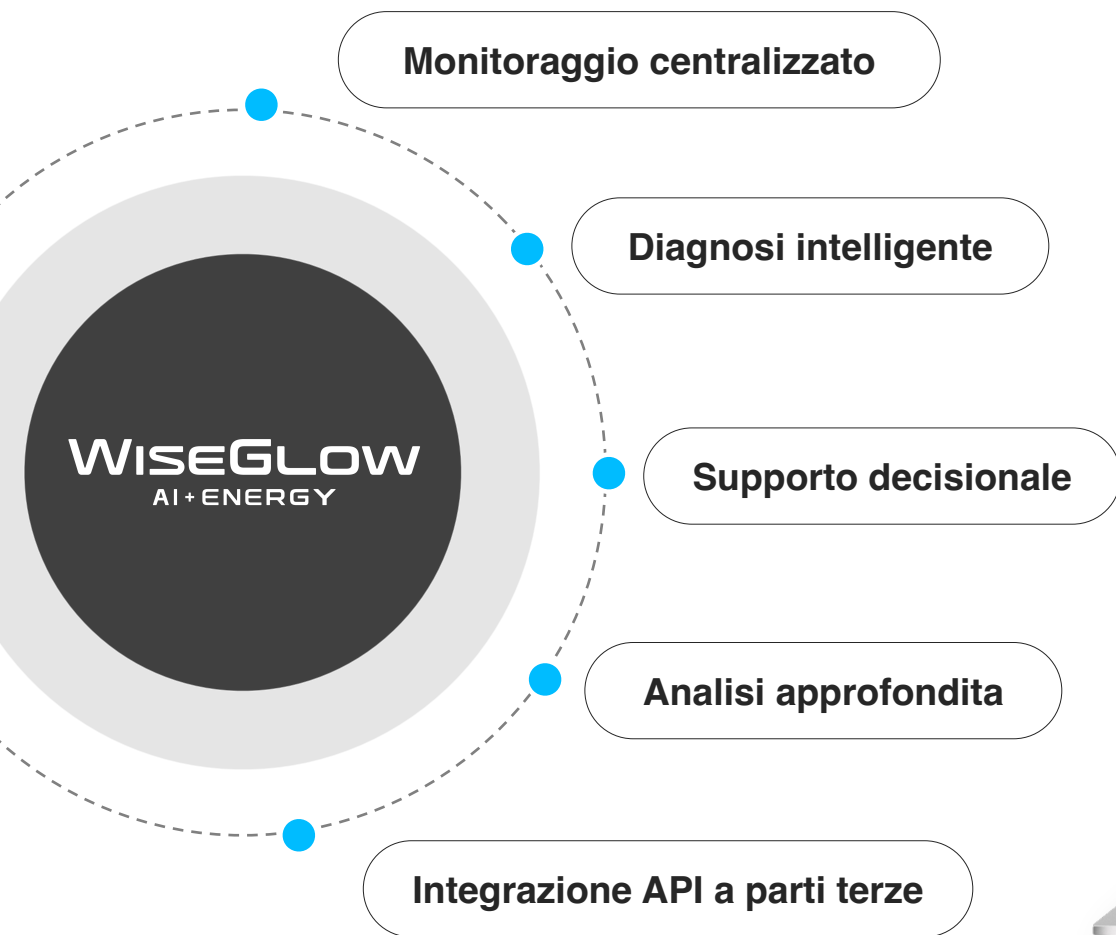 Monitoraggio centralizzato
Diagnosi intelligente
WISEGLOW
AI+ENERGY
Supporto decisionale
Analisi approfondita
Integrazione API a parti terze